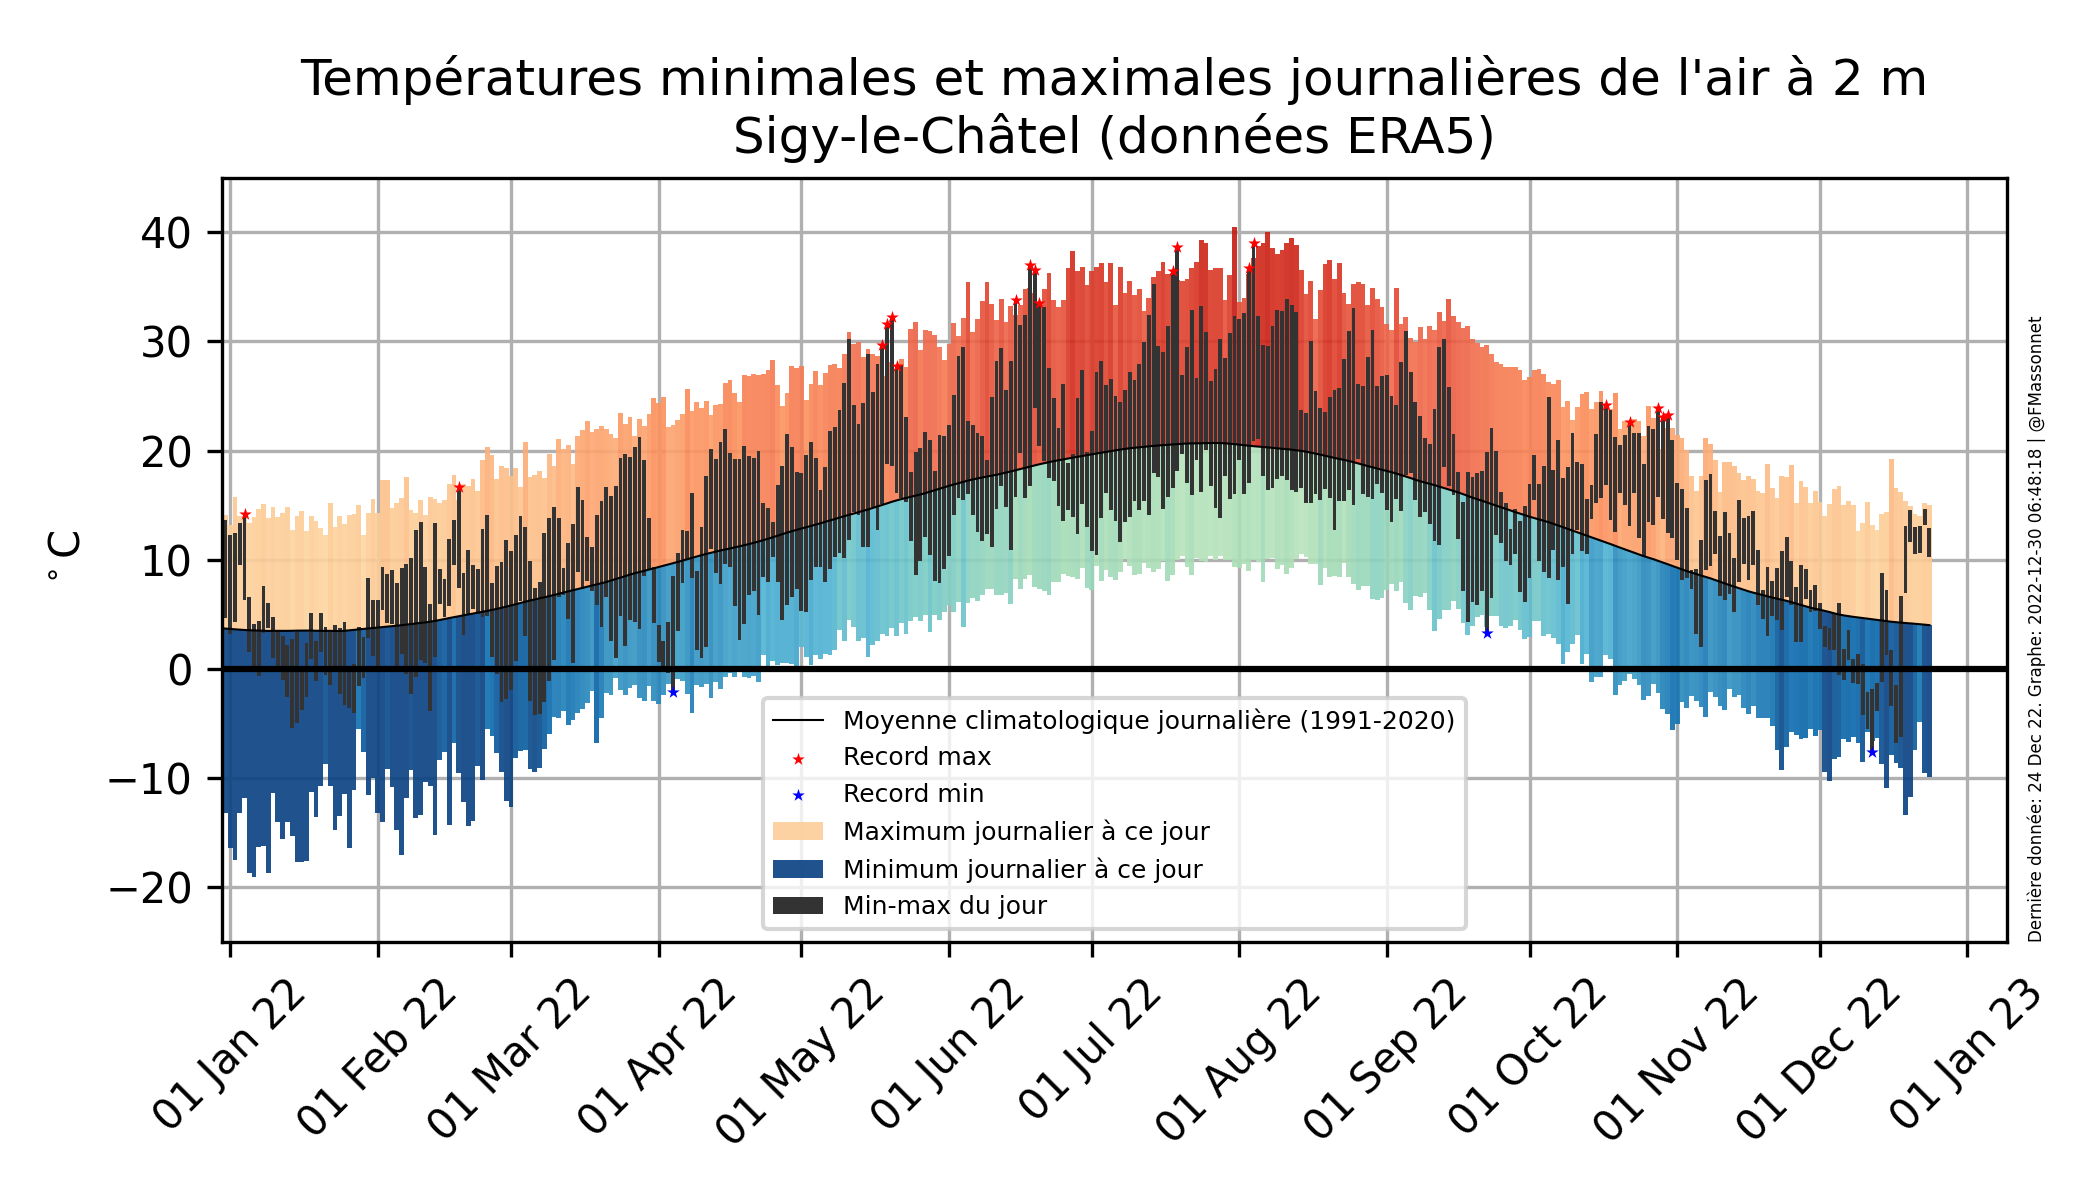 Températures minimales et maximales journalières de l'air à 2 m
Sigy-le-Châtel (données ERA5)
°C
40
30
20
10
0
−10
−20
Moyenne climatologique journalière (1991-2020)
Record max
Record min
Maximum journalier à ce jour
Minimum journalier à ce jour
Min-max du jour
01 Jan 22
01 Feb 22
01 Mar 22
01 Apr 22
01 May 22
01 Jun 22
01 Jul 22
01 Aug 22
01 Sep 22
01 Oct 22
01 Nov 22
01 Dec 22
01 Jan 23
Dernière donnée: 24 Dec 22. Graphe: 2022-12-30 06:48:18 | @FMassonnet